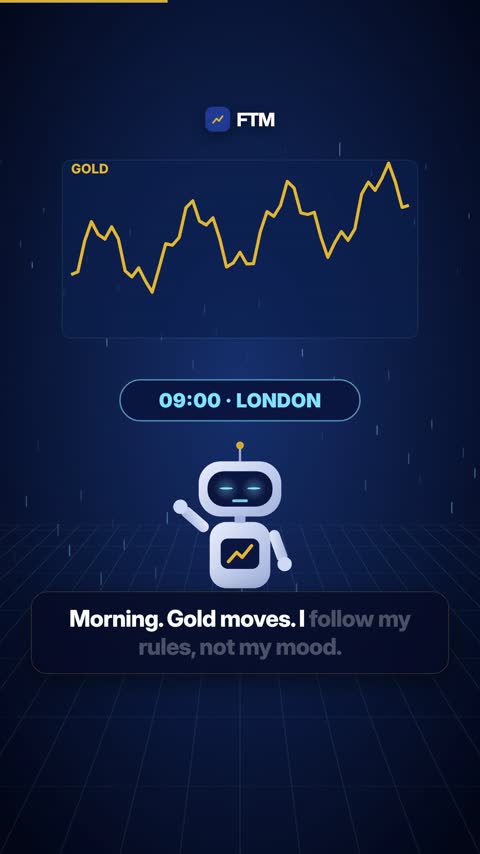 FTM
GOLD
09:00 · LONDON
Morning. Gold moves. I follow my
rules, not my mood.